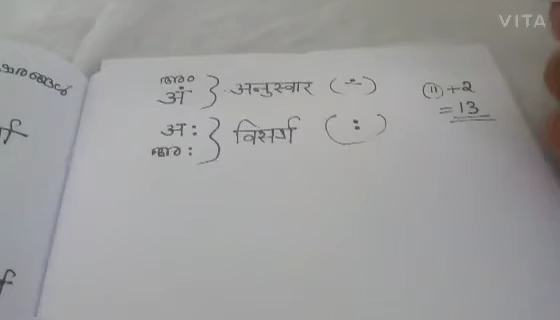 അം
अं } अनुस्वार (ـं)
अः } विसर्ग (:)
അः
⑪ + 2
= 13
VITA